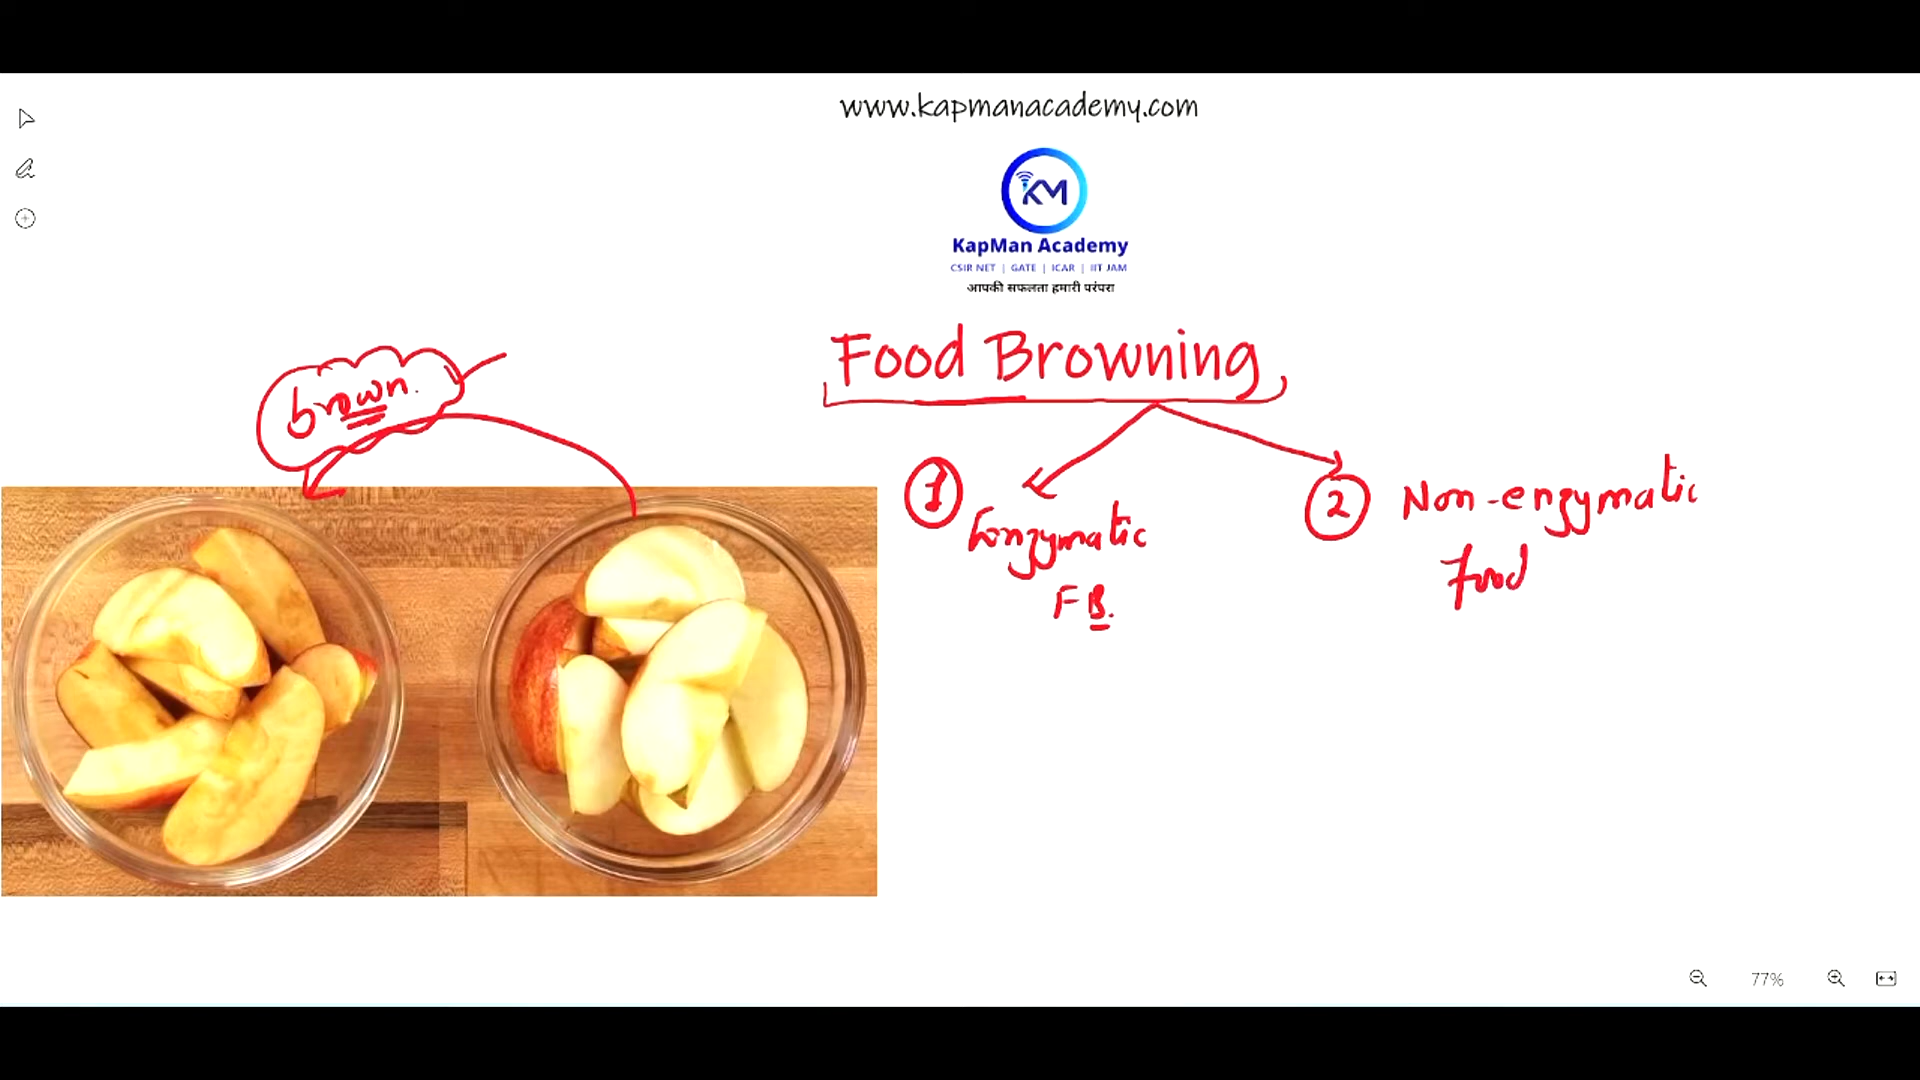 www.kapmanacademy.com
KM
KapMan Academy
CSIR NET | GATE | ICAR | IIT JAM
आपकी सफलता हमारी परंपरा
Food Browning
brown.
1 Enzymatic
F B.
2 Non-enzymatic
Food
77%